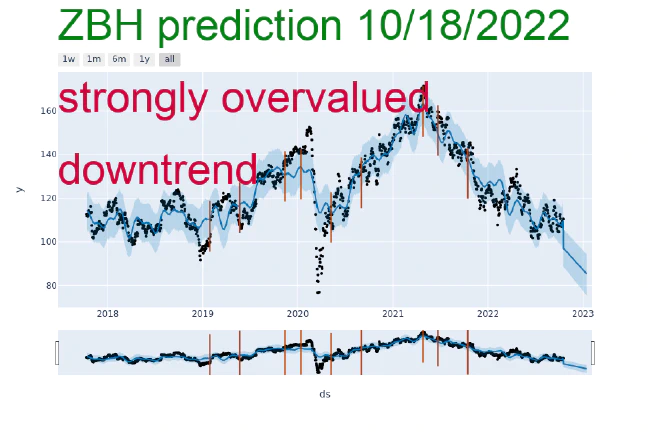 ZBH prediction 10/18/2022
1w 1m 6m 1y all
strongly overvalued
160
downtrend
140
y
120
100
80
2018 2019 2020 2021 2022 2023
ds